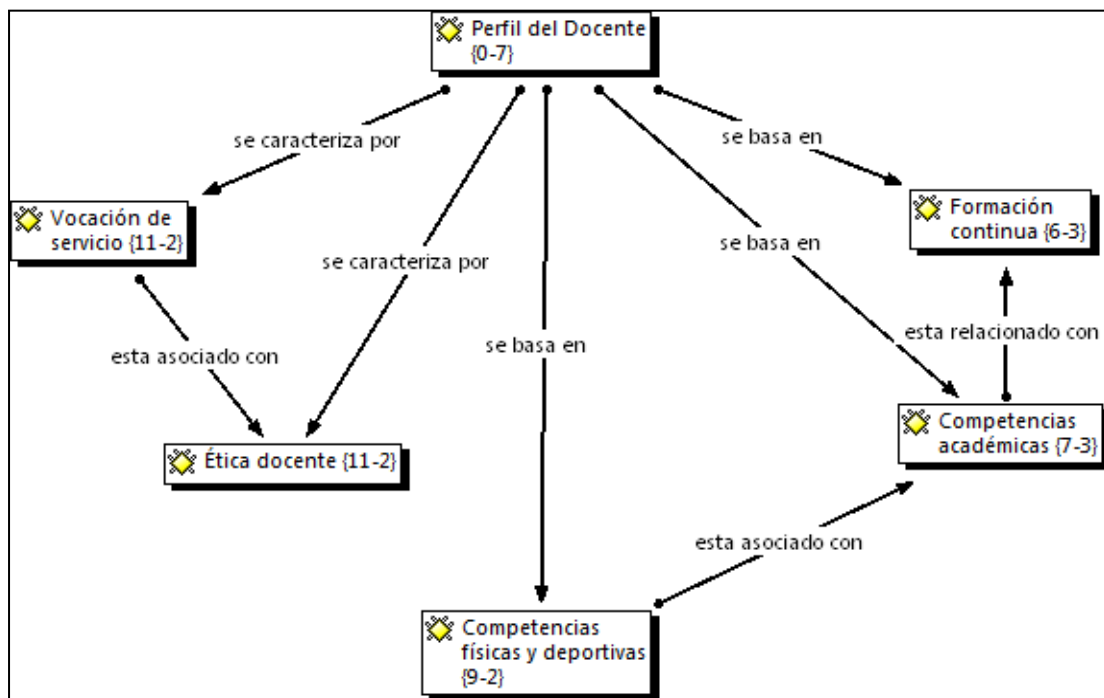 Perfil del Docente
{0-7}
se caracteriza por
se basa en
Vocación de
servicio {11-2}
Formación
continua {6-3}
se caracteriza por
se basa en
esta asociado con
se basa en
esta relacionado con
Ética docente {11-2}
Competencias
académicas {7-3}
esta asociado con
Competencias
físicas y deportivas
{9-2}